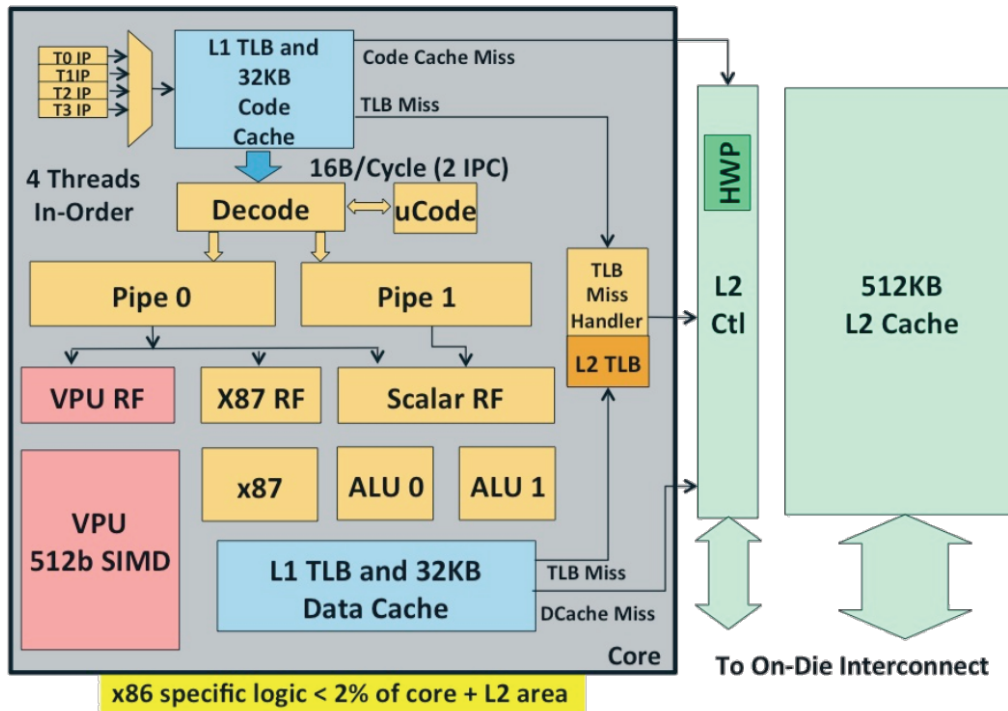 T0 IP
T1IP
T2 IP
T3 IP
L1 TLB and
32KB
Code
Cache
Code Cache Miss
TLB Miss
4 Threads
In-Order
16B/Cycle (2 IPC)
Decode
uCode
Pipe 0
Pipe 1
TLB
Miss
Handler
L2 TLB
HWP
L2
Ctl
512KB
L2 Cache
VPU RF
X87 RF
Scalar RF
VPU
512b SIMD
x87
ALU 0
ALU 1
L1 TLB and 32KB
Data Cache
TLB Miss
DCache Miss
Core
To On-Die Interconnect
x86 specific logic < 2% of core + L2 area